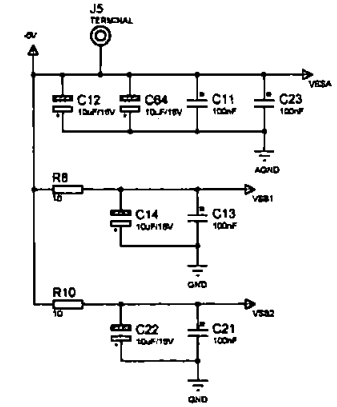 J5
TERMINAL
-5V
VSSA
C12
10uF/16V
C64
10uF/16V
C11
100nF
C23
100nF
AGND
R8
10
VSS1
C14
10uF/16V
C13
100nF
GND
R10
10
VSS2
C22
10uF/16V
C21
100nF
GND